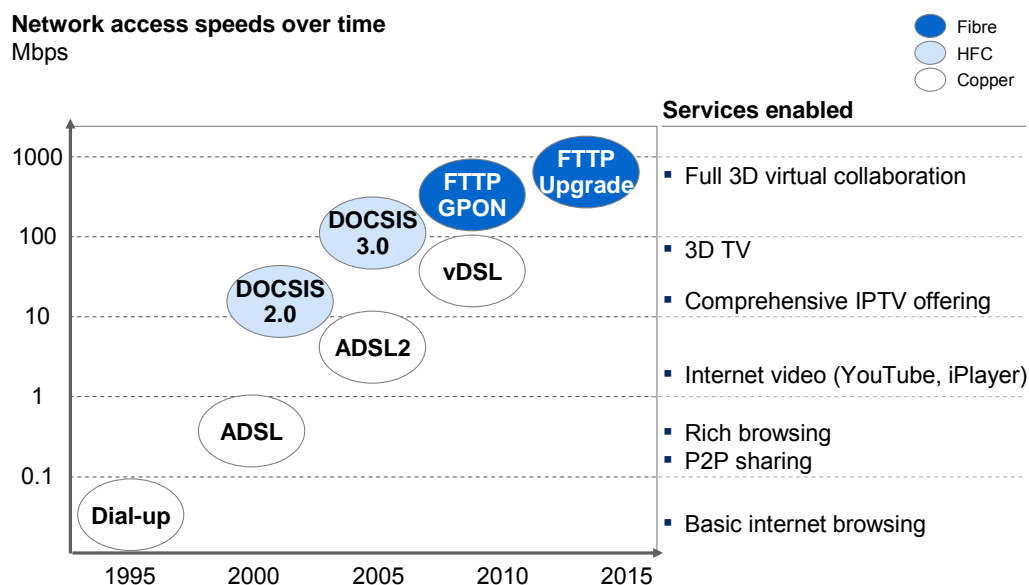 Network access speeds over time
Mbps
Fibre
HFC
Copper
Services enabled
1000
100
10
1
0.1
FTTP
Upgrade
FTTP
GPON
DOCSIS
3.0
vDSL
DOCSIS
2.0
ADSL2
ADSL
Dial-up
▪ Full 3D virtual collaboration
▪ 3D TV
▪ Comprehensive IPTV offering
▪ Internet video (YouTube, iPlayer)
▪ Rich browsing
▪ P2P sharing
▪ Basic internet browsing
1995 2000 2005 2010 2015